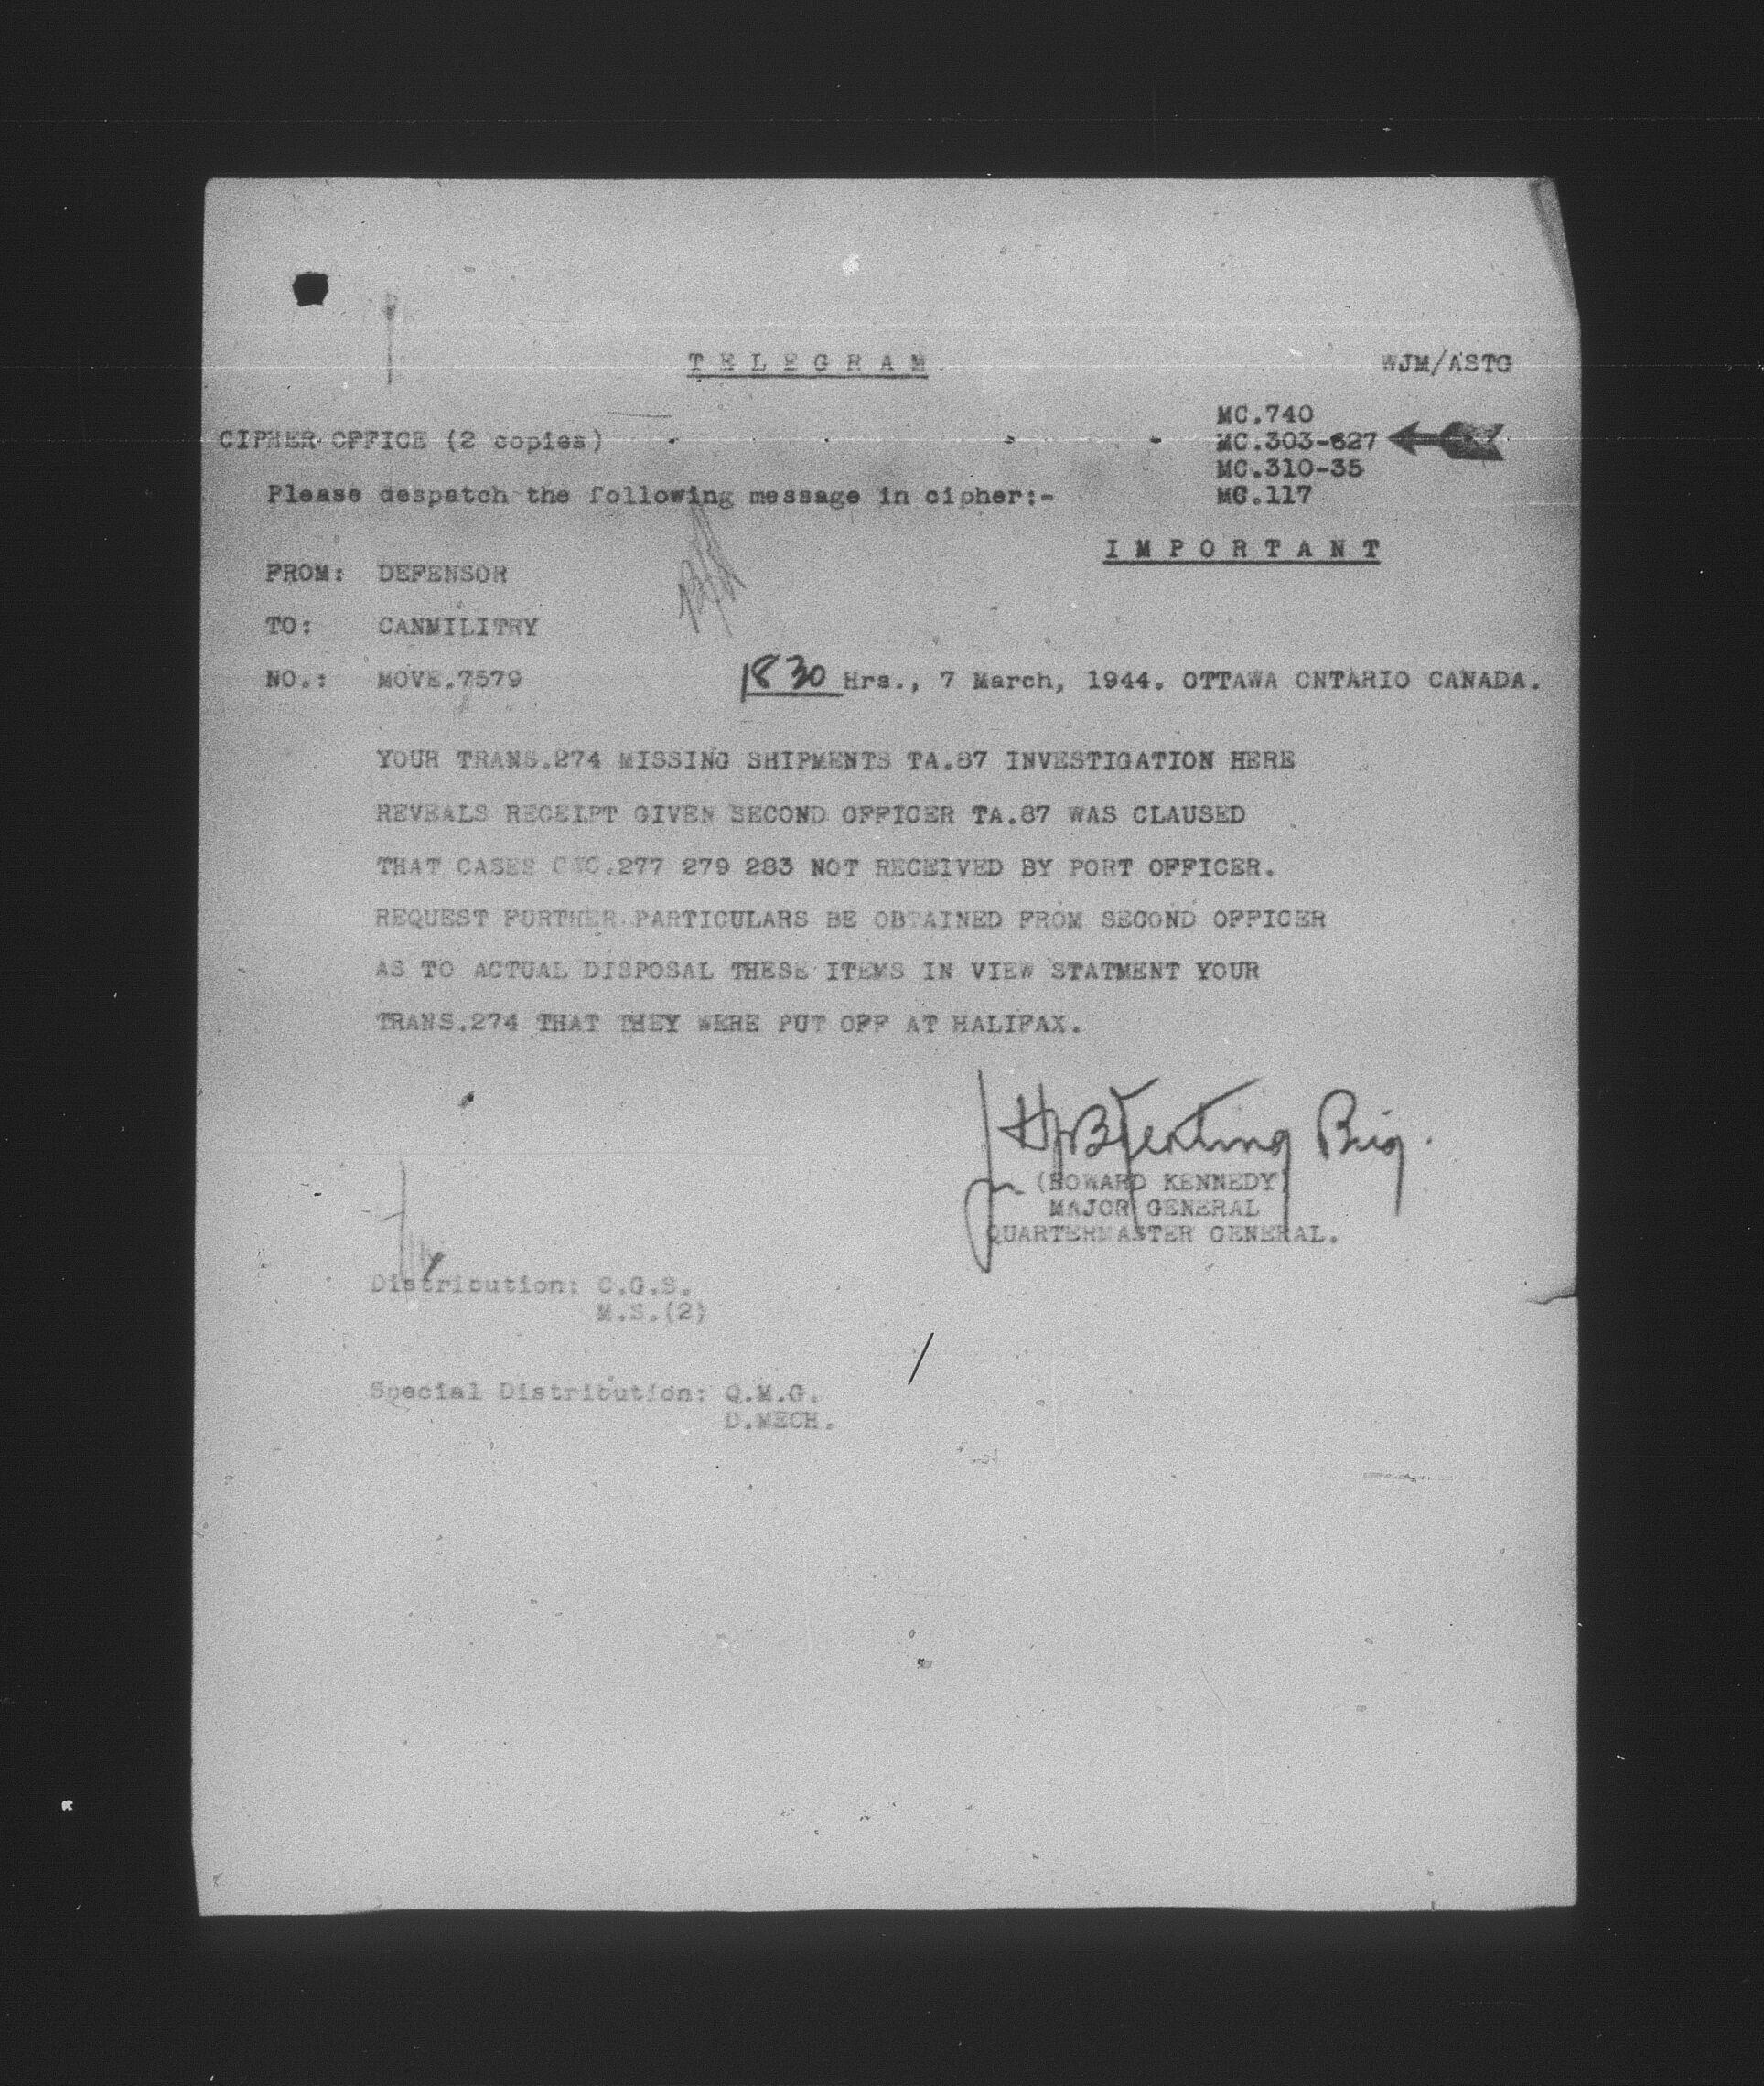 TELEGRAM
WJM/ASTG
MC.740
CIPHER OFFICE (2 copies) . . . . MC.303-627
MC.310-35
Please despatch the following message in cipher:- MC.117
IMPORTANT
FROM: DEFENSOR
TO: CANMILITRY
NO.: MOVE.7579 1830 Hrs., 7 March, 1944. OTTAWA ONTARIO CANADA.
YOUR TRANS.274 MISSING SHIPMENTS TA.87 INVESTIGATION HERE
REVEALS RECEIPT GIVEN SECOND OFFICER TA.87 WAS CLAUSED
THAT CASES 277 279 283 NOT RECEIVED BY PORT OFFICER.
REQUEST FURTHER PARTICULARS BE OBTAINED FROM SECOND OFFICER
AS TO ACTUAL DISPOSAL THESE ITEMS IN VIEW STATMENT YOUR
TRANS.274 THAT THEY WERE PUT OFF AT HALIFAX.
Brig.
for (HOWARD KENNEDY)
MAJOR GENERAL
QUARTERMASTER GENERAL.
Distribution: C.G.S.
M.S.(2)
Special Distribution: Q.M.G.
D.MECH.